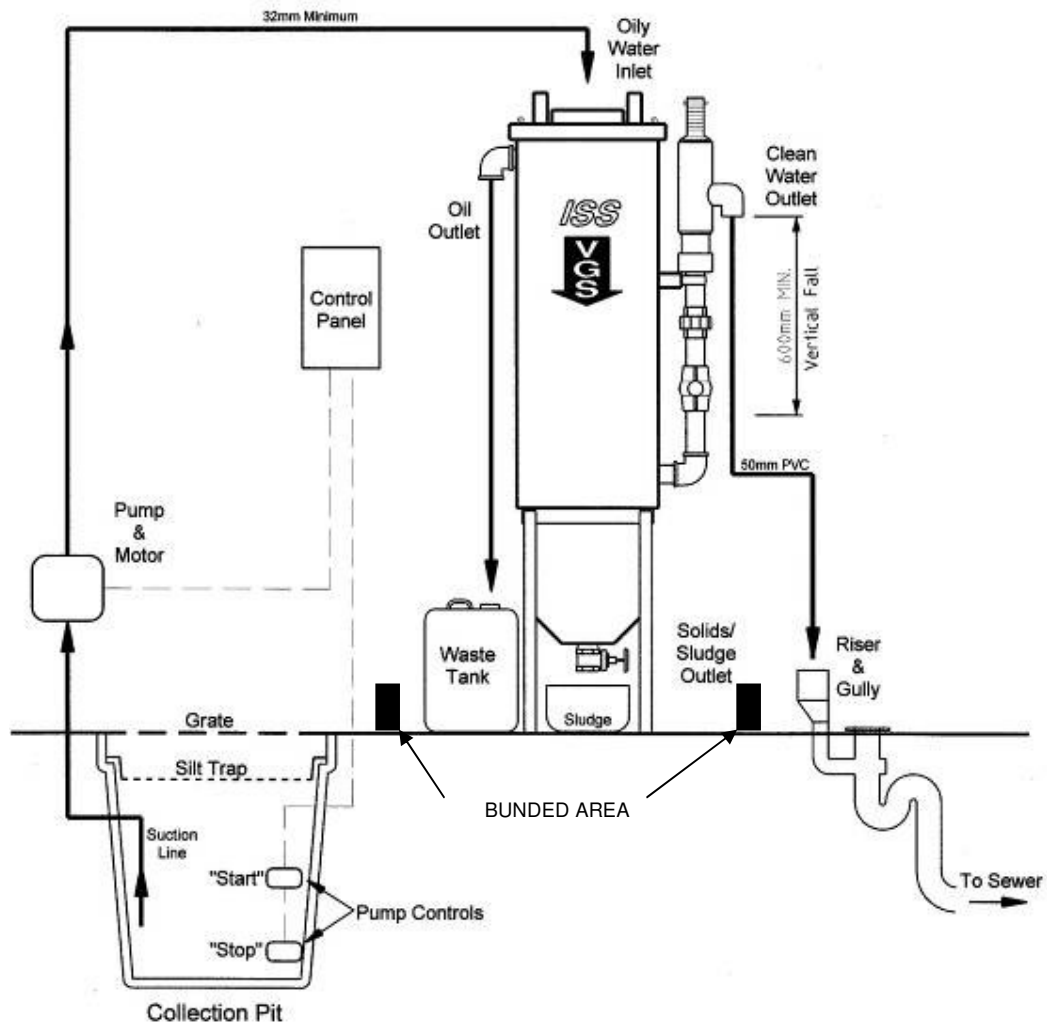 32mm Minimum
Oily
Water
Inlet
Clean
Water
Outlet
Oil
Outlet
ISS
VGS
600mm MIN.
Vertical Fall
Control
Panel
50mm PVC
Pump
&
Motor
Waste
Tank
Solids/
Sludge
Outlet
Riser
&
Gully
Sludge
Grate
Silt Trap
BUNDED AREA
Suction
Line
"Start"
Pump Controls
"Stop"
To Sewer
Collection Pit